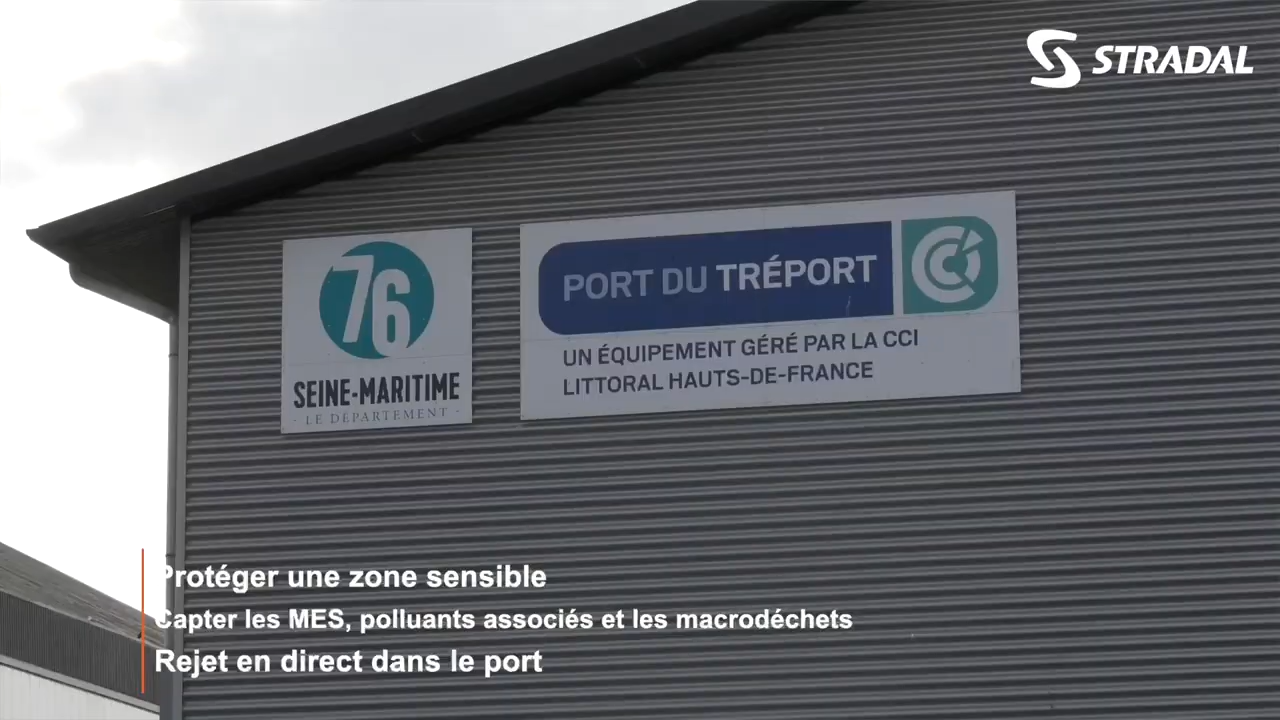 STRADAL
76
SEINE-MARITIME
- LE DÉPARTEMENT -
PORT DU TRÉPORT
UN ÉQUIPEMENT GÉRÉ PAR LA CCI
LITTORAL HAUTS-DE-FRANCE
Protéger une zone sensible
Capter les MES, polluants associés et les macrodéchets
Rejet en direct dans le port